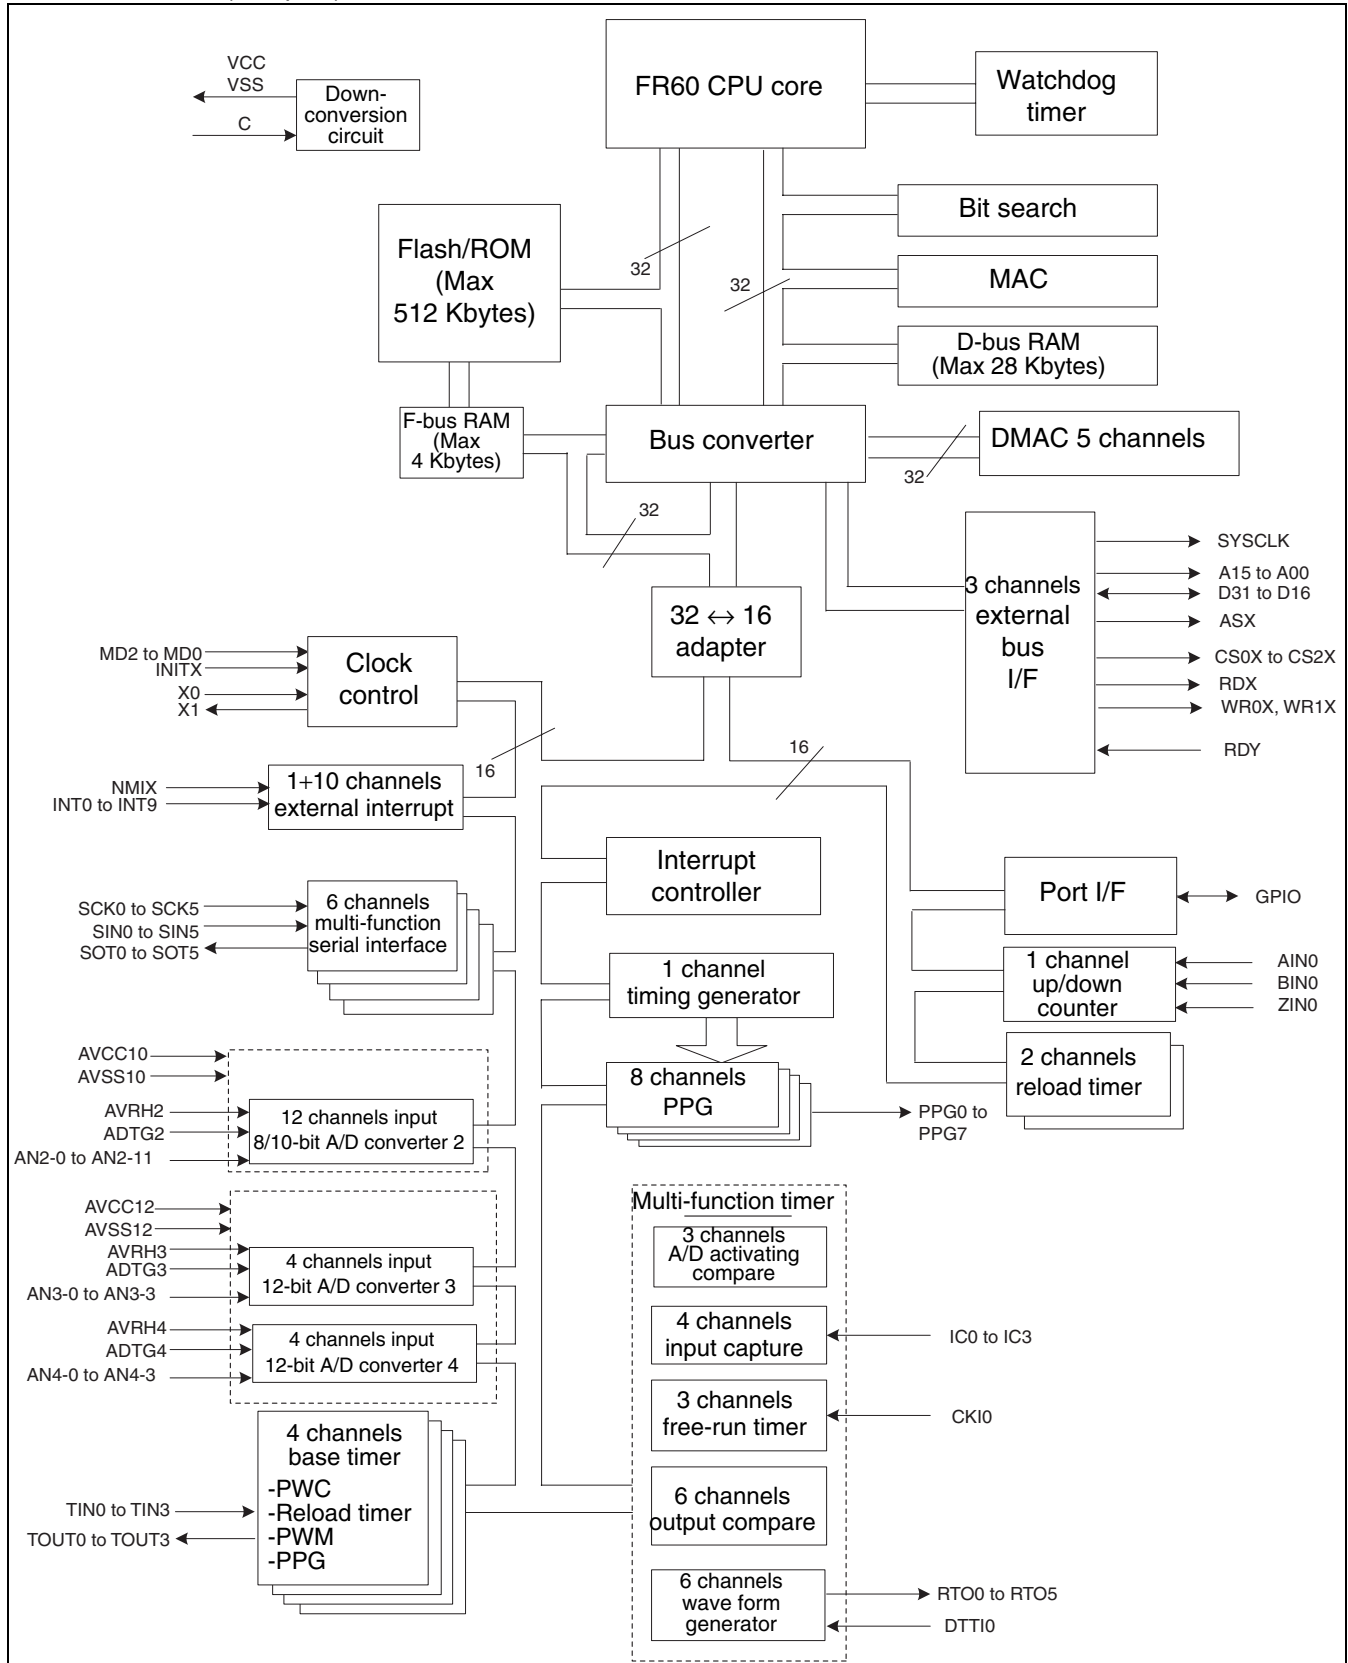 VCC
VSS
C
Down-
conversion
circuit
FR60 CPU core
Watchdog
timer
Bit search
MAC
D-bus RAM
(Max 28 Kbytes)
Flash/ROM
(Max
512 Kbytes)
32
32
F-bus RAM
(Max
4 Kbytes)
Bus converter
DMAC 5 channels
32
32
3 channels
external
bus
I/F
SYSCLK
A15 to A00
D31 to D16
ASX
CS0X to CS2X
RDX
WR0X, WR1X
RDY
32 ↔ 16
adapter
MD2 to MD0
INITX
X0
X1
Clock
control
16
16
NMIX
INT0 to INT9
1+10 channels
external interrupt
Interrupt
controller
Port I/F
GPIO
SCK0 to SCK5
SIN0 to SIN5
SOT0 to SOT5
6 channels
multi-function
serial interface
1 channel
timing generator
1 channel
up/down
counter
AIN0
BIN0
ZIN0
8 channels
PPG
PPG0 to
PPG7
2 channels
reload timer
AVCC10
AVSS10
AVRH2
ADTG2
AN2-0 to AN2-11
12 channels input
8/10-bit A/D converter 2
AVCC12
AVSS12
AVRH3
ADTG3
AN3-0 to AN3-3
4 channels input
12-bit A/D converter 3
AVRH4
ADTG4
AN4-0 to AN4-3
4 channels input
12-bit A/D converter 4
4 channels
base timer
-PWC
-Reload timer
-PWM
-PPG
TIN0 to TIN3
TOUT0 to TOUT3
Multi-function timer
3 channels
A/D activating
compare
4 channels
input capture
IC0 to IC3
3 channels
free-run timer
CKI0
6 channels
output compare
6 channels
wave form
generator
RTO0 to RTO5
DTTI0